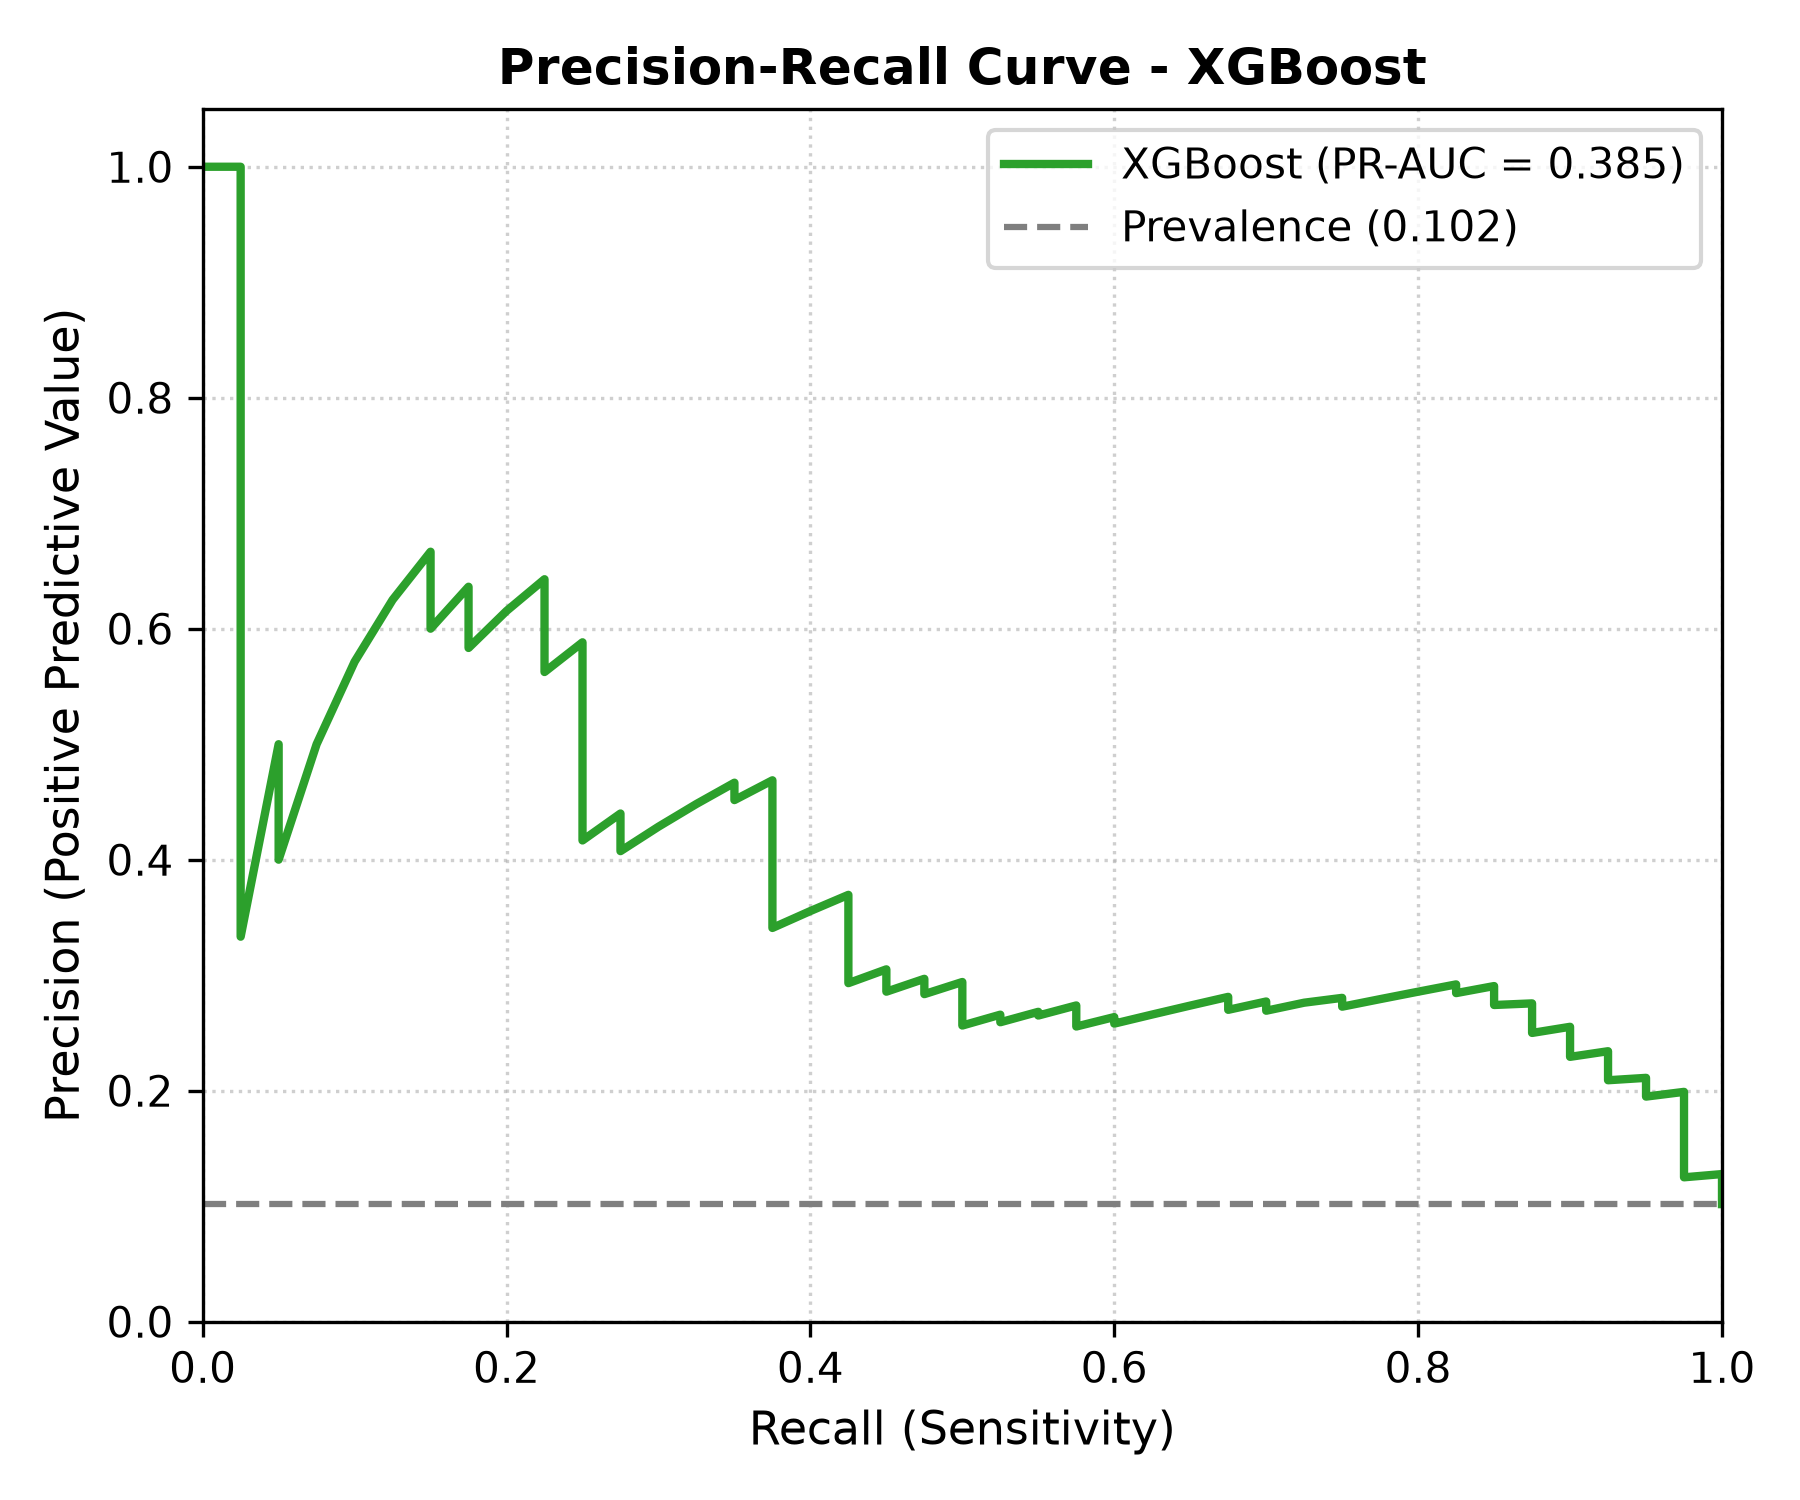 Precision-Recall Curve - XGBoost
XGBoost (PR-AUC = 0.385)
Prevalence (0.102)
Precision (Positive Predictive Value)
1.0
0.8
0.6
0.4
0.2
0.0
0.0 0.2 0.4 0.6 0.8 1.0
Recall (Sensitivity)